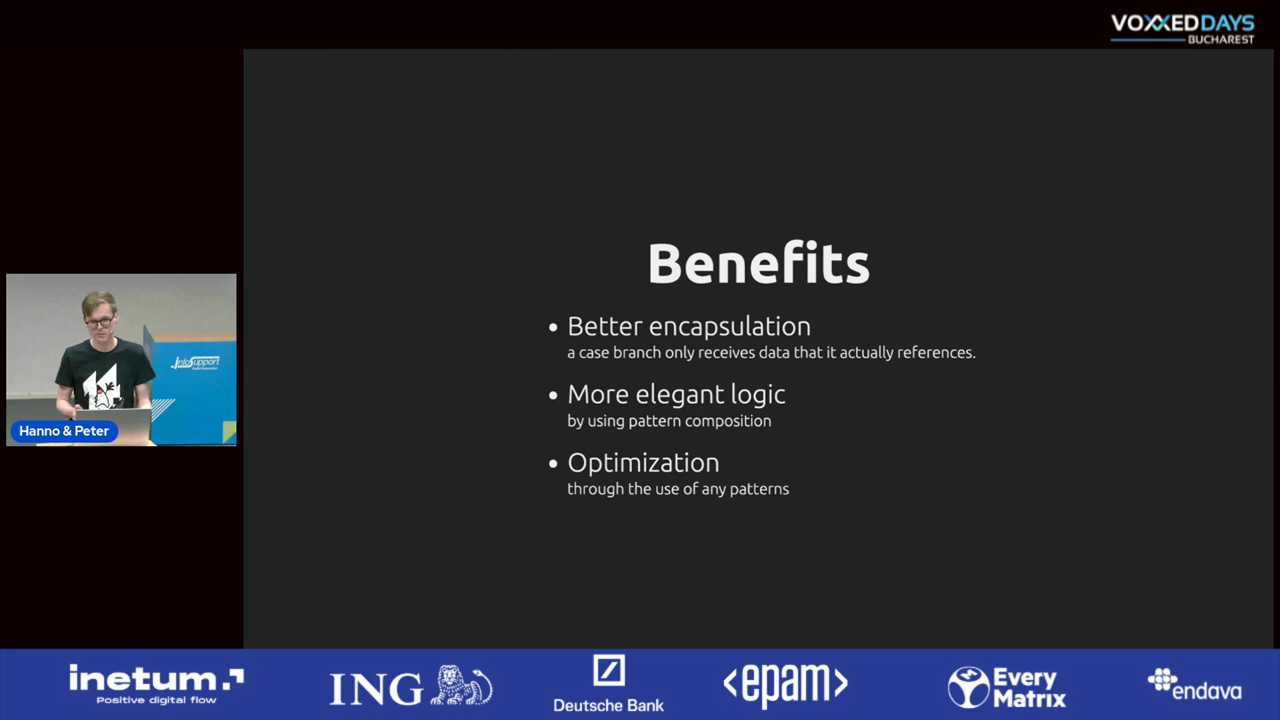 VOXXEDDAYS
BUCHAREST
Benefits
• Better encapsulation
a case branch only receives data that it actually references.
• More elegant logic
by using pattern composition
• Optimization
through the use of any patterns
infoSupport
Hanno & Peter
inetum.
Positive digital flow
ING
Deutsche Bank
<epam>
Every
Matrix
endava